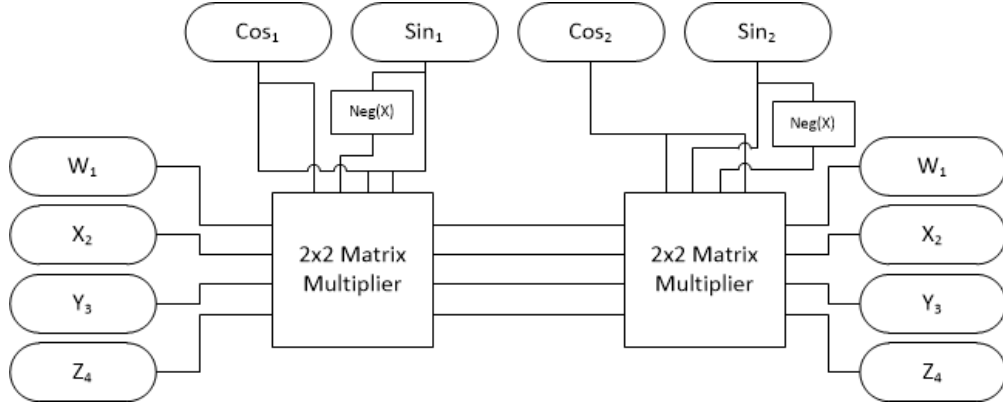 Cos₁
Sin₁
Cos₂
Sin₂
Neg(X)
Neg(X)
W₁
W₁
X₂
2x2 Matrix
Multiplier
2x2 Matrix
Multiplier
X₂
Y₃
Y₃
Z₄
Z₄